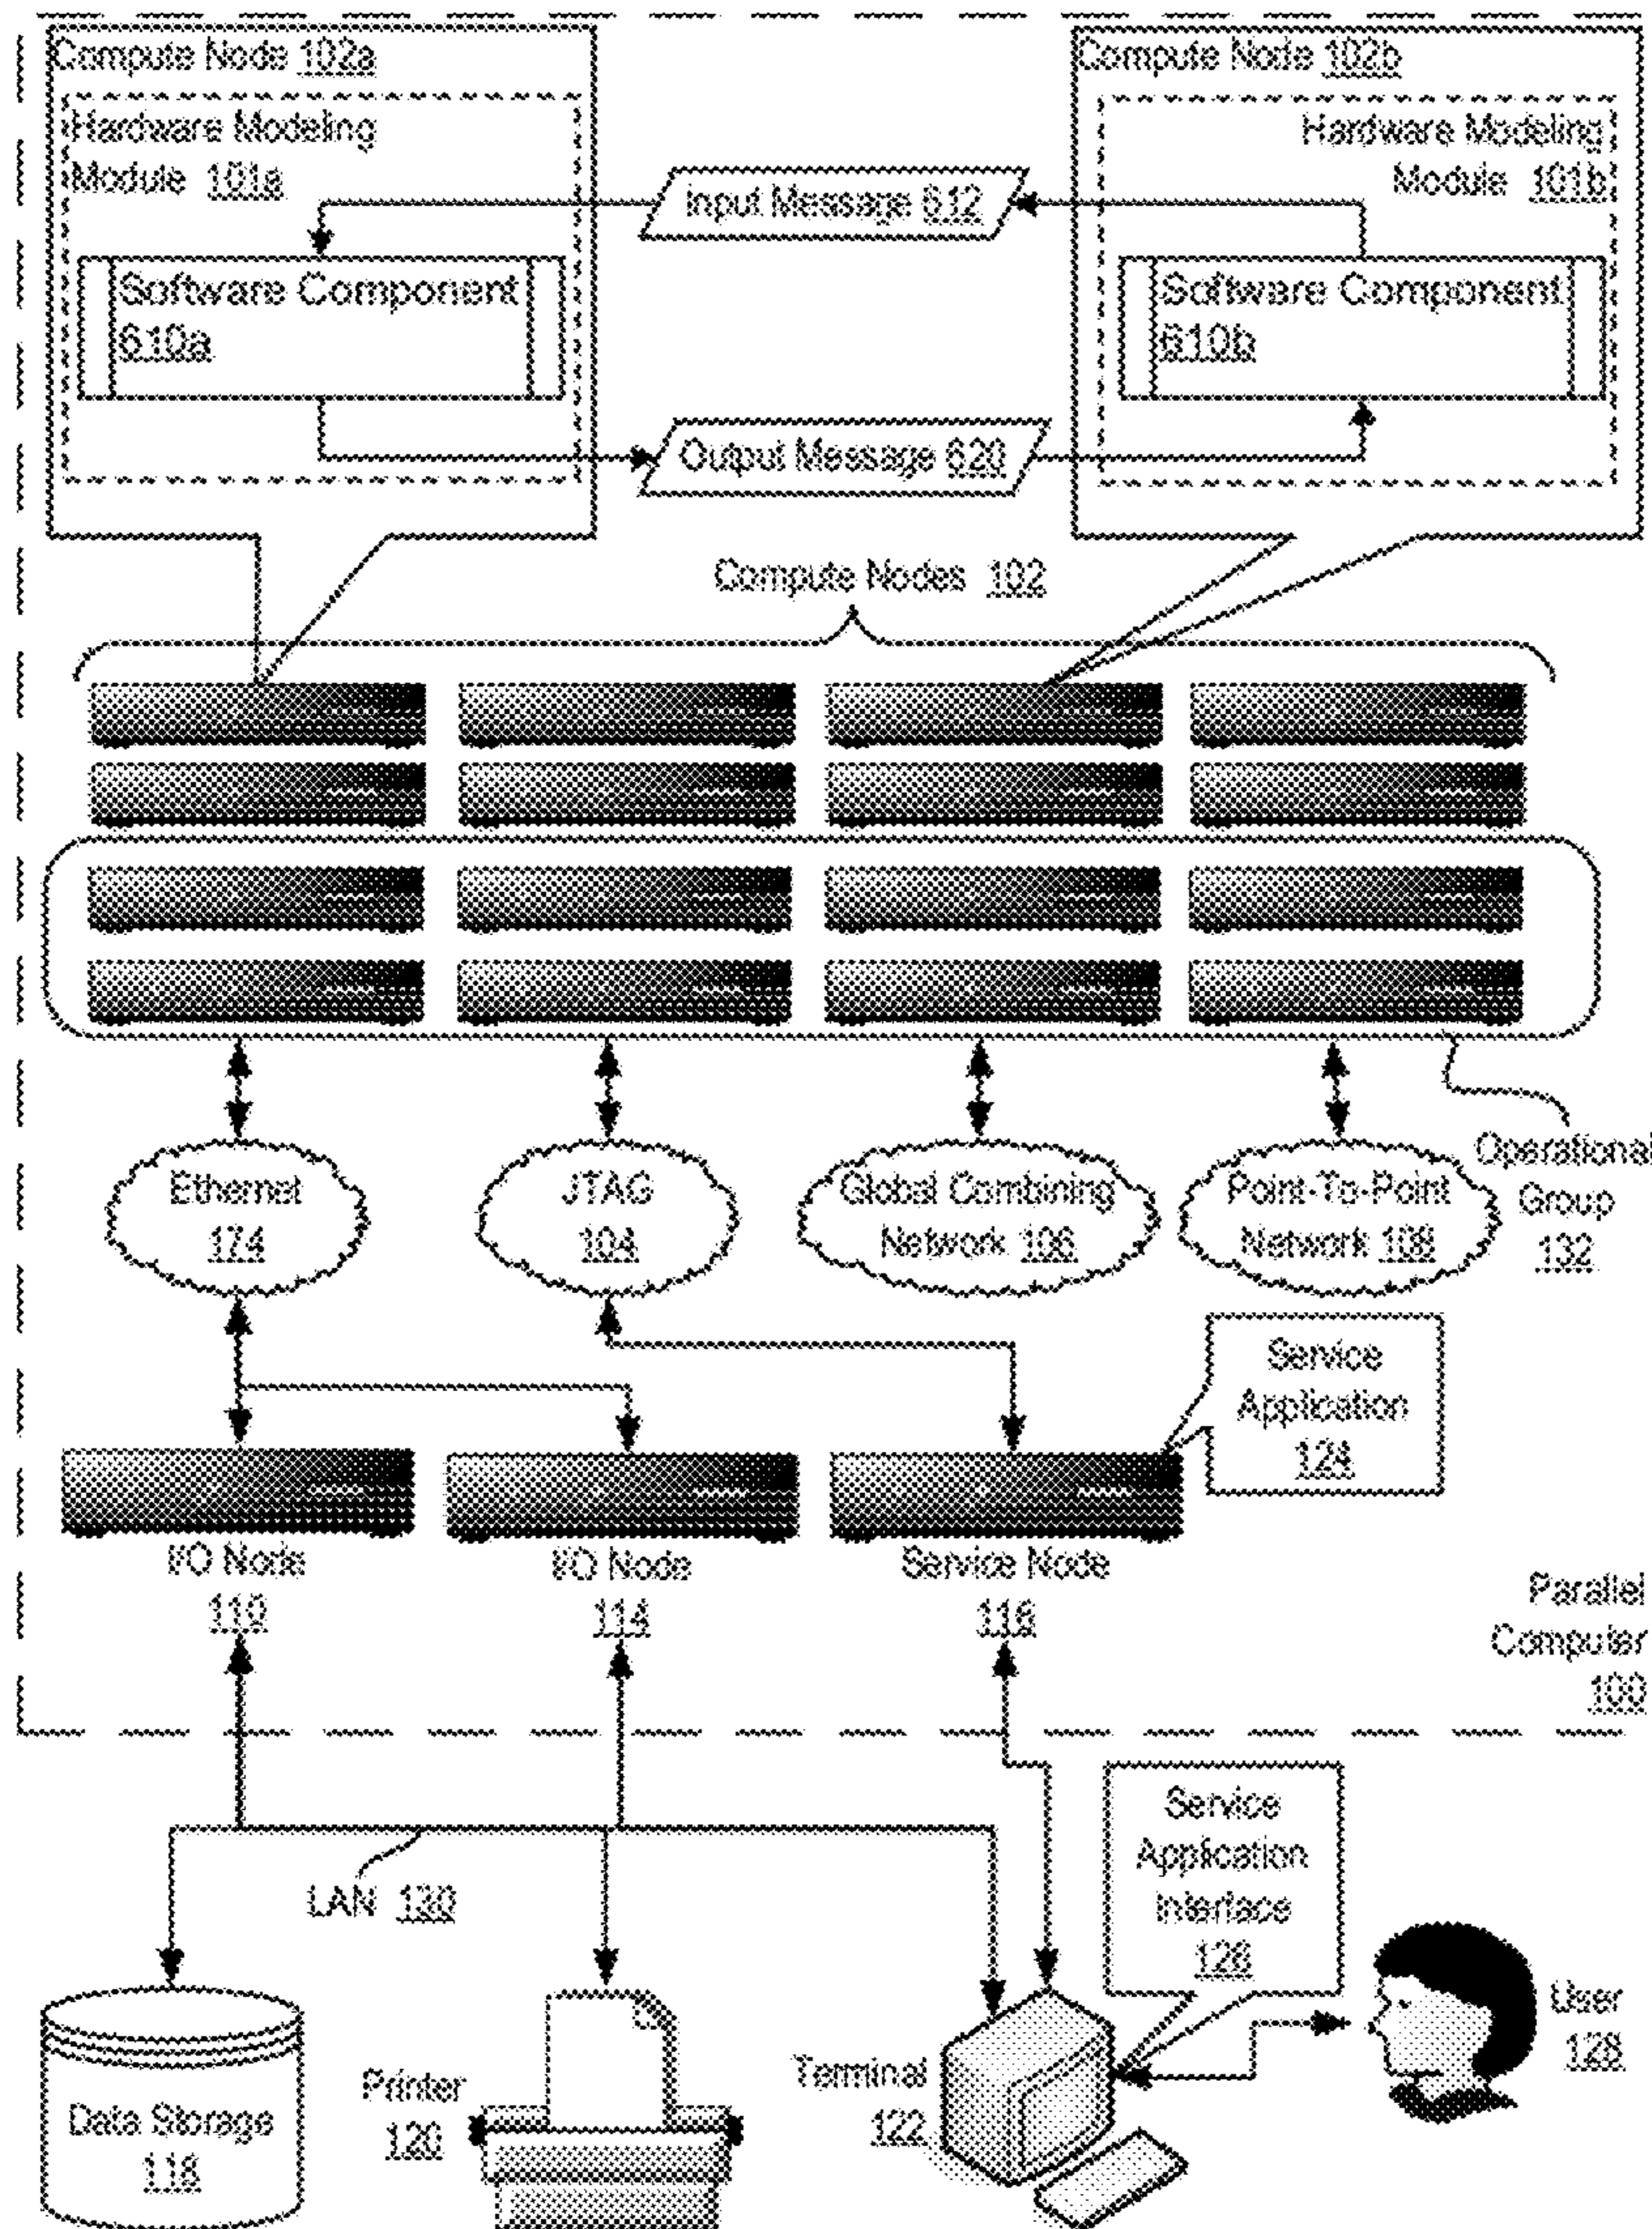 Compute Node 102a
Hardware Modeling
Module 101a
Software Component
610a
Input Message 612
Output Message 620
Compute Node 102b
Hardware Modeling
Module 101b
Software Component
610b
Compute Nodes 102
Ethernet
174
JTAG
104
Global Combining
Network 106
Point-To-Point
Network 108
Operational
Group
132
Service
Application
124
I/O Node
110
I/O Node
114
Service Node
116
Parallel
Computer
100
LAN 130
Service
Application
Interface
126
Data Storage
118
Printer
120
Terminal
122
User
128